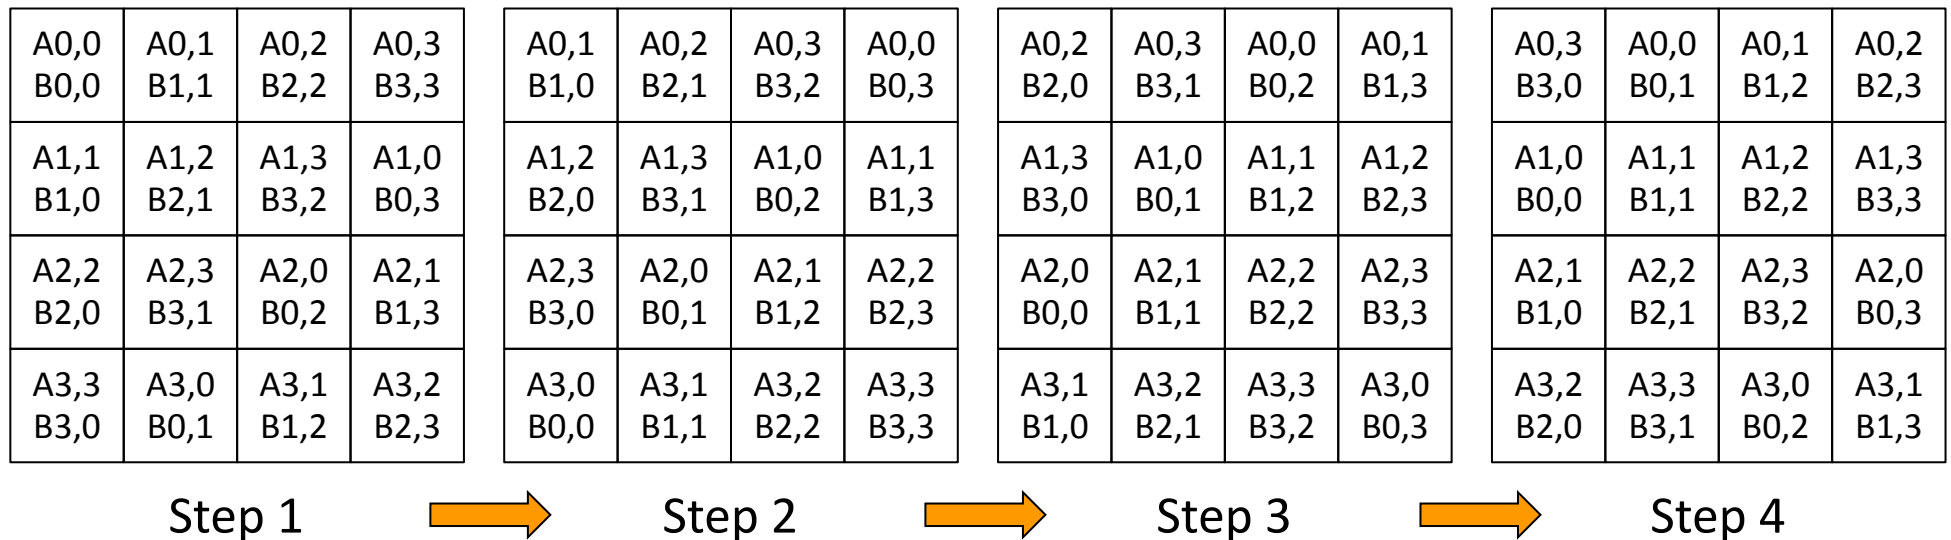 A0,0 A0,1 A0,2 A0,3 A0,1 A0,2 A0,3 A0,0 A0,2 A0,3 A0,0 A0,1 A0,3 A0,0 A0,1 A0,2
B0,0 B1,1 B2,2 B3,3 B1,0 B2,1 B3,2 B0,3 B2,0 B3,1 B0,2 B1,3 B3,0 B0,1 B1,2 B2,3
A1,1 A1,2 A1,3 A1,0 A1,2 A1,3 A1,0 A1,1 A1,3 A1,0 A1,1 A1,2 A1,0 A1,1 A1,2 A1,3
B1,0 B2,1 B3,2 B0,3 B2,0 B3,1 B0,2 B1,3 B3,0 B0,1 B1,2 B2,3 B0,0 B1,1 B2,2 B3,3
A2,2 A2,3 A2,0 A2,1 A2,3 A2,0 A2,1 A2,2 A2,0 A2,1 A2,2 A2,3 A2,1 A2,2 A2,3 A2,0
B2,0 B3,1 B0,2 B1,3 B3,0 B0,1 B1,2 B2,3 B0,0 B1,1 B2,2 B3,3 B1,0 B2,1 B3,2 B0,3
A3,3 A3,0 A3,1 A3,2 A3,0 A3,1 A3,2 A3,3 A3,1 A3,2 A3,3 A3,0 A3,2 A3,3 A3,0 A3,1
B3,0 B0,1 B1,2 B2,3 B0,0 B1,1 B2,2 B3,3 B1,0 B2,1 B3,2 B0,3 B2,0 B3,1 B0,2 B1,3
Step 1 Step 2 Step 3 Step 4